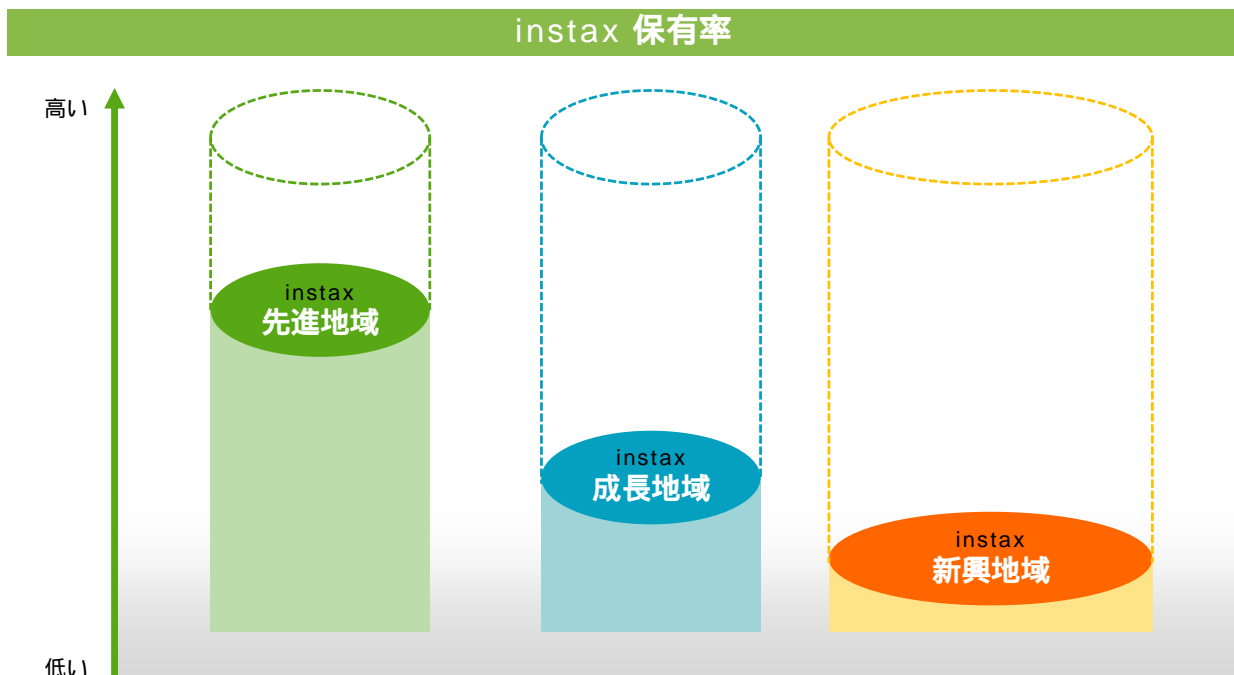 instax 保有率
高い
instax
先進地域
instax
成長地域
instax
新興地域
低い